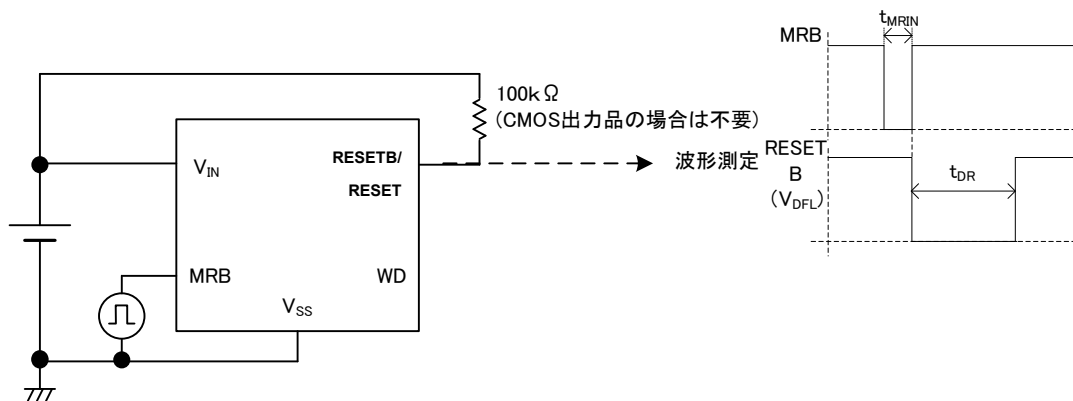 100kΩ
(CMOS出力品の場合は不要)
V_IN
RESETB/
RESET
MRB
WD
V_SS
波形測定
t_MRIN
MRB
RESET
B
(V_DFL)
t_DR